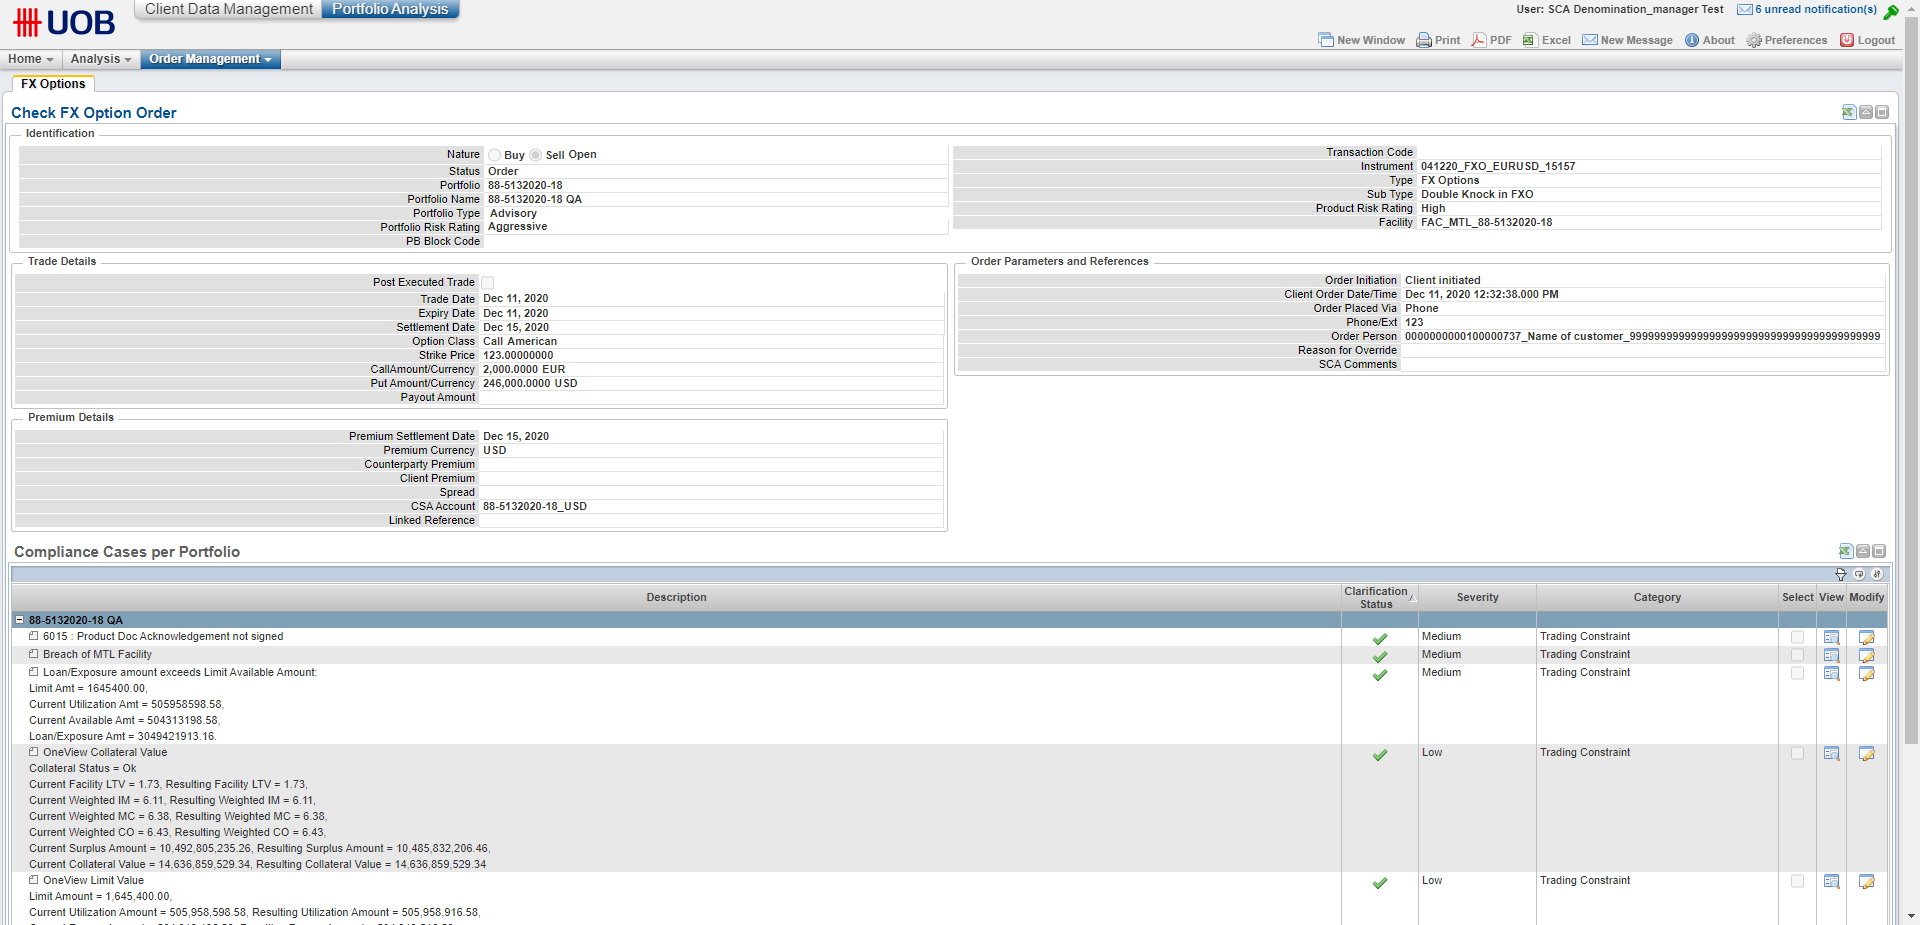 UOB
Client Data Management
Portfolio Analysis
User: SCA Denomination_manager Test
6 unread notification(s)
New Window
Print
PDF
Excel
New Message
About
Preferences
Logout
Home
Analysis
Order Management
FX Options
Check FX Option Order
Identification
Nature Buy Sell Open
Status Order
Portfolio 88-5132020-18
Portfolio Name 88-5132020-18 QA
Portfolio Type Advisory
Portfolio Risk Rating Aggressive
PB Block Code
Transaction Code
Instrument 041220_FXO_EURUSD_15157
Type FX Options
Sub Type Double Knock in FXO
Product Risk Rating High
Facility FAC_MTL_88-5132020-18
Trade Details
Post Executed Trade
Trade Date Dec 11, 2020
Expiry Date Dec 11, 2020
Settlement Date Dec 15, 2020
Option Class Call American
Strike Price 123.00000000
CallAmount/Currency 2,000.0000 EUR
Put Amount/Currency 246,000.0000 USD
Payout Amount
Order Parameters and References
Order Initiation Client initiated
Client Order Date/Time Dec 11, 2020 12:32:38.000 PM
Order Placed Via Phone
Phone/Ext 123
Order Person
Reason for Override
SCA Comments
Premium Details
Premium Settlement Date Dec 15, 2020
Premium Currency USD
Counterparty Premium
Client Premium
Spread
CSA Account 88-5132020-18_USD
Linked Reference
Compliance Cases per Portfolio
Description Clarification Status Severity Category Select View Modify
88-5132020-18 QA
6015 : Product Doc Acknowledgement not signed Medium Trading Constraint
Breach of MTL Facility Medium Trading Constraint
Loan/Exposure amount exceeds Limit Available Amount: Medium Trading Constraint
Limit Amt = 1645400.00,
Current Utilization Amt = 505958598.58,
Current Available Amt = 504313198.58,
Loan/Exposure Amt = 3049421913.16.
OneView Collateral Value Low Trading Constraint
Collateral Status = Ok
Current Facility LTV = 1.73, Resulting Facility LTV = 1.73,
Current Weighted IM = 6.11, Resulting Weighted IM = 6.11,
Current Weighted MC = 6.38, Resulting Weighted MC = 6.38,
Current Weighted CO = 6.43, Resulting Weighted CO = 6.43,
Current Surplus Amount = 10,492,805,235.26, Resulting Surplus Amount = 10,485,832,206.46,
Current Collateral Value = 14,636,859,529.34, Resulting Collateral Value = 14,636,859,529.34
OneView Limit Value Low Trading Constraint
Limit Amount = 1,645,400.00,
Current Utilization Amount = 505,958,598.58, Resulting Utilization Amount = 505,958,916.58,